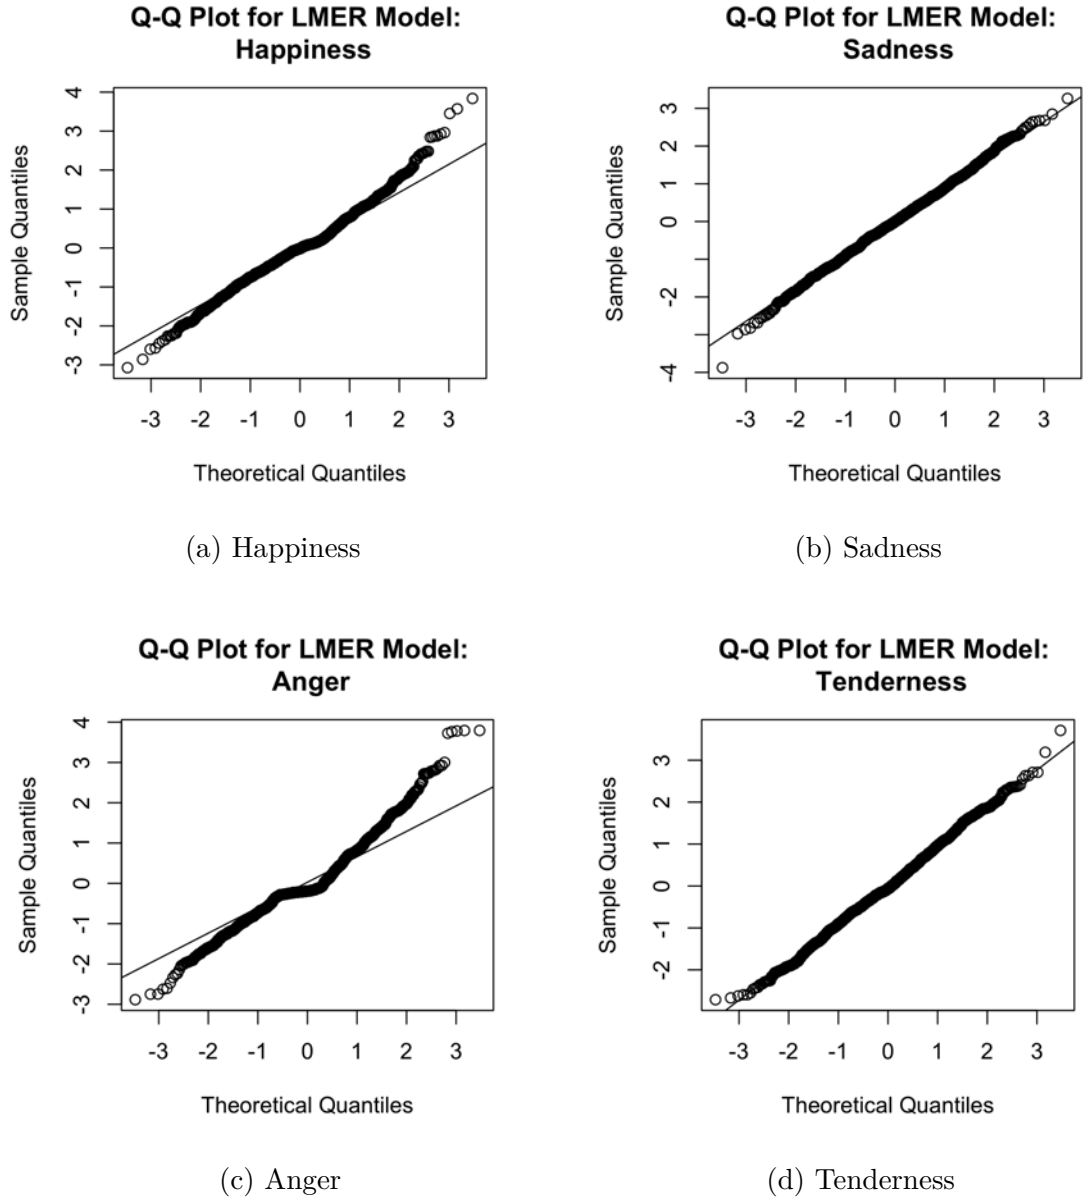 Q-Q Plot for LMER Model:
Happiness
Sample Quantiles
4
3
2
1
0
-1
-2
-3
-3 -2 -1 0 1 2 3
Theoretical Quantiles
(a) Happiness
Q-Q Plot for LMER Model:
Sadness
Sample Quantiles
3
2
1
0
-2
-4
-3 -2 -1 0 1 2 3
Theoretical Quantiles
(b) Sadness
Q-Q Plot for LMER Model:
Anger
Sample Quantiles
4
3
2
1
0
-1
-2
-3
-3 -2 -1 0 1 2 3
Theoretical Quantiles
(c) Anger
Q-Q Plot for LMER Model:
Tenderness
Sample Quantiles
3
2
1
0
-1
-2
-3 -2 -1 0 1 2 3
Theoretical Quantiles
(d) Tenderness